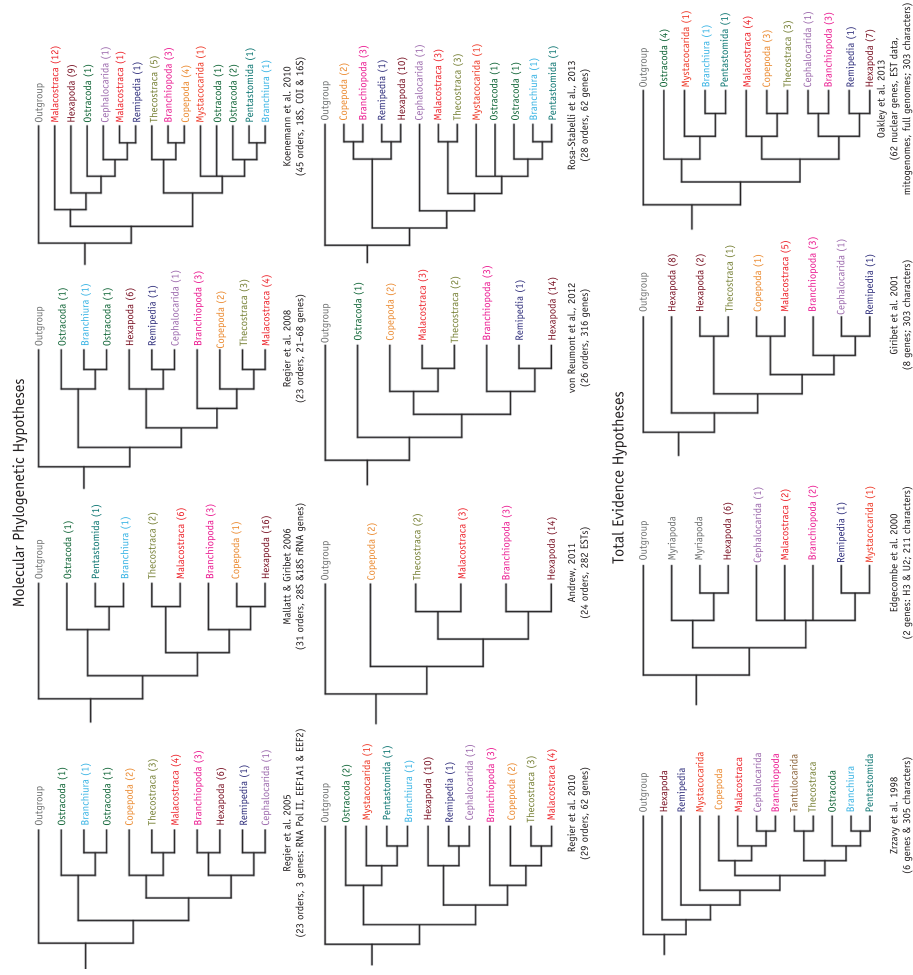 Molecular Phylogenetic Hypotheses
Outgroup
Ostracoda (1)
Branchiura (1)
Ostracoda (1)
Copepoda (2)
Thecostraca (3)
Malacostraca (4)
Branchiopoda (3)
Hexapoda (6)
Remipedia (1)
Cephalocarida (1)
Regier et al. 2005
(23 orders, 3 genes: RNA Pol II, EEF1A1 & EEF2)
Outgroup
Ostracoda (1)
Pentastomida (1)
Branchiura (1)
Thecostraca (2)
Malacostraca (6)
Branchiopoda (3)
Copepoda (1)
Hexapoda (16)
Mallatt & Giribet 2006
(31 orders, 28S &18S rRNA genes)
Outgroup
Ostracoda (1)
Branchiura (1)
Ostracoda (1)
Hexapoda (6)
Remipedia (1)
Cephalocarida (1)
Branchiopoda (3)
Copepoda (2)
Thecostraca (3)
Malacostraca (4)
Regier et al. 2008
(23 orders, 21–68 genes)
Outgroup
Malacostraca (12)
Hexapoda (9)
Ostracoda (1)
Cephalocarida (1)
Malacostraca (1)
Remipedia (1)
Thecostraca (5)
Branchiopoda (3)
Copepoda (4)
Mystacocarida (1)
Ostracoda (1)
Ostracoda (2)
Pentastomida (1)
Branchiura (1)
Koenemann et al. 2010
(45 orders, 18S, COI & 16S)
Outgroup
Ostracoda (2)
Mystacocarida (1)
Pentastomida (1)
Branchiura (1)
Hexapoda (10)
Remipedia (1)
Cephalocarida (1)
Branchiopoda (3)
Copepoda (2)
Thecostraca (3)
Malacostraca (4)
Regier et al. 2010
(29 orders, 62 genes)
Outgroup
Copepoda (2)
Thecostraca (2)
Malacostraca (3)
Branchiopoda (3)
Hexapoda (14)
Andrew, 2011
(24 orders, 282 ESTs)
Outgroup
Ostracoda (1)
Copepoda (2)
Malacostraca (3)
Thecostraca (2)
Branchiopoda (3)
Remipedia (1)
Hexapoda (14)
von Reumont et al., 2012
(26 orders, 316 genes)
Outgroup
Copepoda (2)
Branchiopoda (3)
Remipedia (1)
Hexapoda (10)
Cephalocarida (1)
Malacostraca (3)
Thecostraca (3)
Mystacocarida (1)
Ostracoda (1)
Ostracoda (1)
Branchiura (1)
Pentastomida (1)
Rosa-Stabelli et al., 2013
(28 orders, 62 genes)
Total Evidence Hypotheses
Outgroup
Hexapoda
Remipedia
Mystacocarida
Copepoda
Malacostraca
Cephalocarida
Branchiopoda
Tantulocarida
Thecostraca
Ostracoda
Branchiura
Pentastomida
Zrzavy et al. 1998
(6 genes & 305 characters)
Outgroup
Myriapoda
Myriapoda
Hexapoda (6)
Cephalocarida (1)
Malacostraca (2)
Branchiopoda (2)
Remipedia (1)
Mystacocarida (1)
Edgecombe et al. 2000
(2 genes: H3 & U2; 211 characters)
Outgroup
Hexapoda (8)
Hexapoda (2)
Thecostraca (1)
Copepoda (1)
Malacostraca (5)
Branchiopoda (3)
Cephalocarida (1)
Remipedia (1)
Giribet et al. 2001
(8 genes; 303 characters)
Outgroup
Ostracoda (4)
Mystacocarida (1)
Branchiura (1)
Pentastomida (1)
Malacostraca (4)
Copepoda (3)
Thecostraca (3)
Cephalocarida (1)
Branchiopoda (3)
Remipedia (1)
Hexapoda (7)
Oakley et al. 2013
(62 nuclear genes, EST data,
mitogenomes, full genomes; 303 characters)